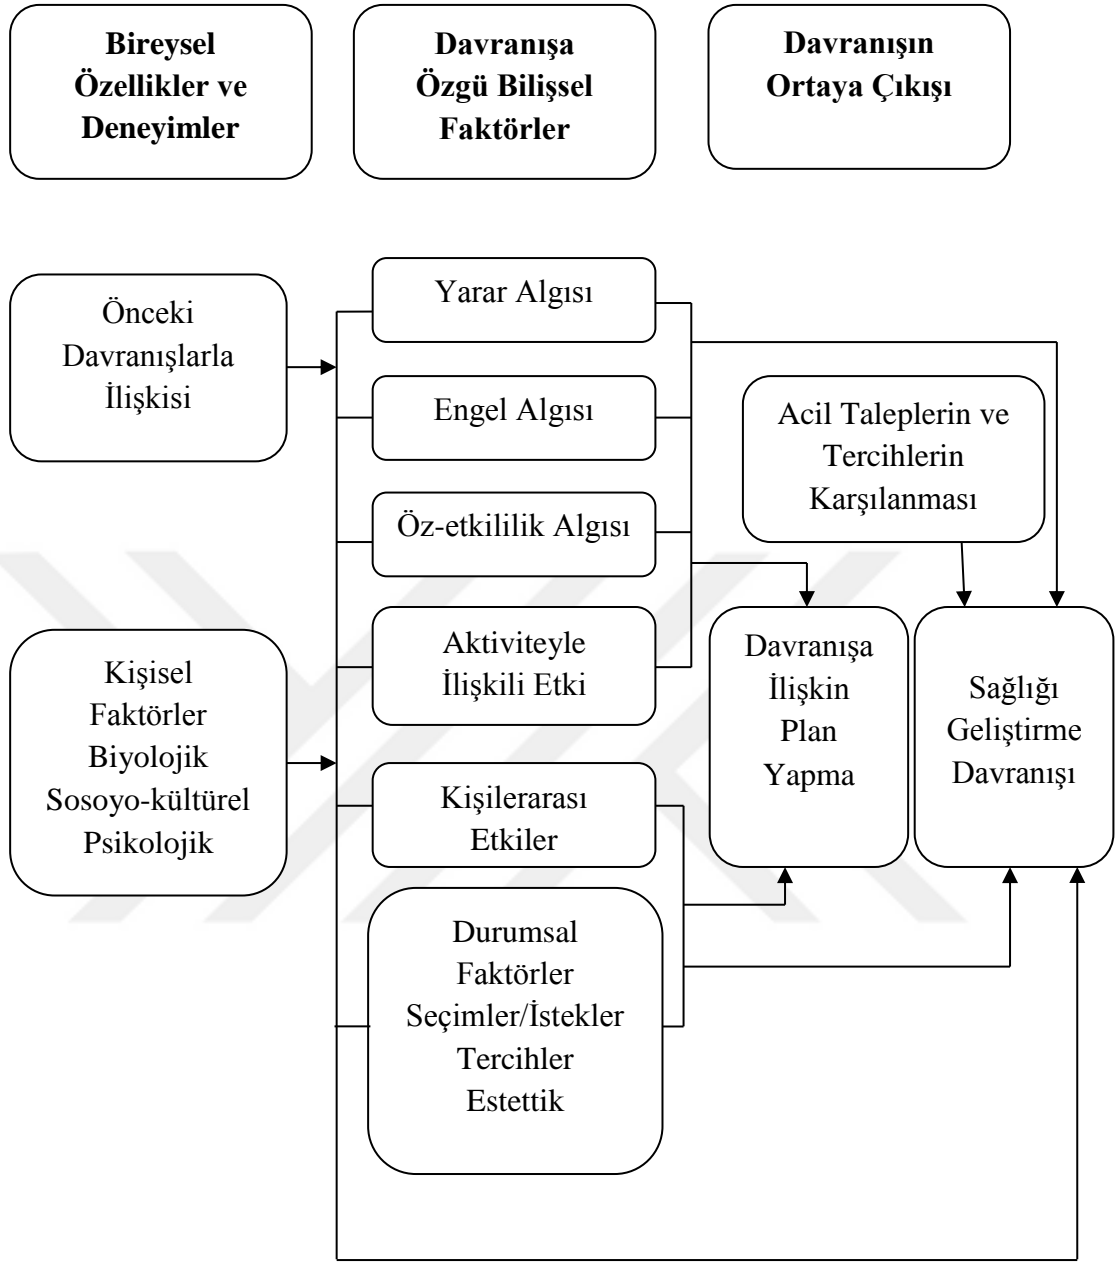 Bireysel
Özellikler ve
Deneyimler
Davranışa
Özgü Bilişsel
Faktörler
Davranışın
Ortaya Çıkışı
Önceki
Davranışlarla
İlişkisi
Kişisel
Faktörler
Biyolojik
Sosoyo-kültürel
Psikolojik
Yarar Algısı
Engel Algısı
Öz-etkililik Algısı
Aktiviteyle
İlişkili Etki
Kişilerarası
Etkiler
Durumsal
Faktörler
Seçimler/İstekler
Tercihler
Estettik
Acil Taleplerin ve
Tercihlerin
Karşılanması
Davranışa
İlişkin
Plan
Yapma
Sağlığı
Geliştirme
Davranışı